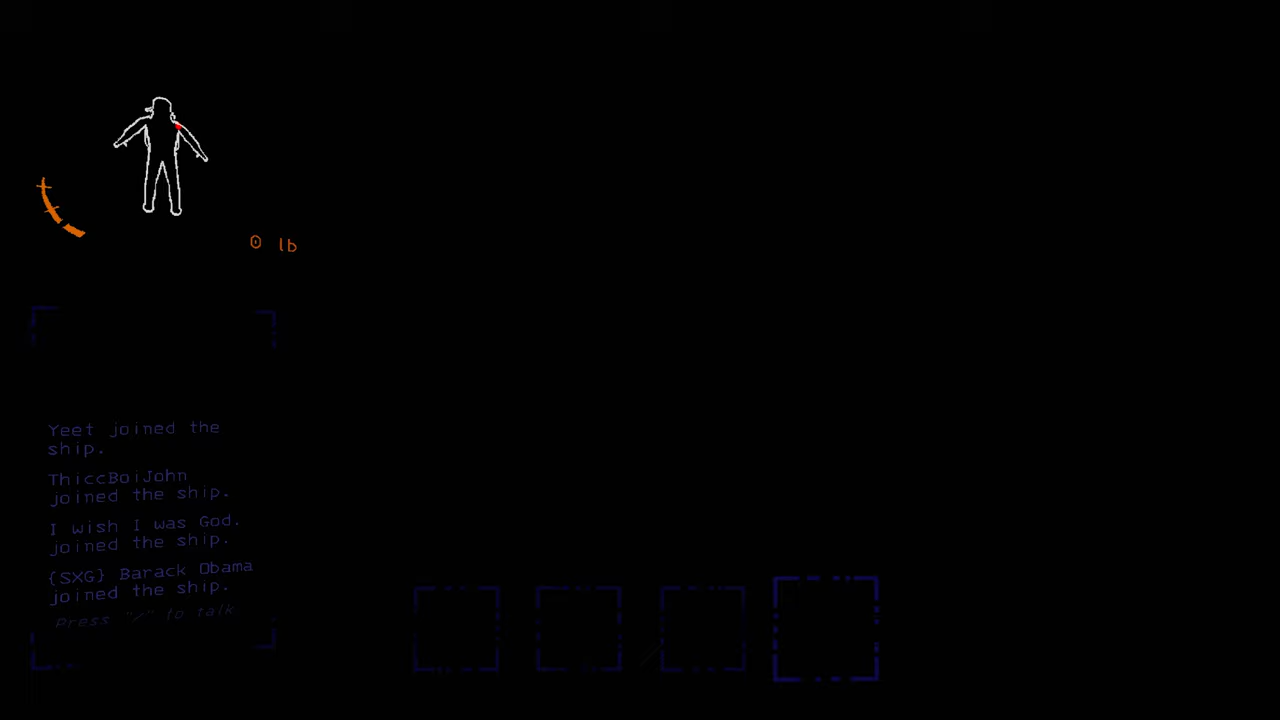 0 lb
Yeet joined the
ship.
ThiccBoiJohn
joined the ship.
I wish I was God.
joined the ship.
{SXG} Barack Obama
joined the ship.
Press "/" to talk